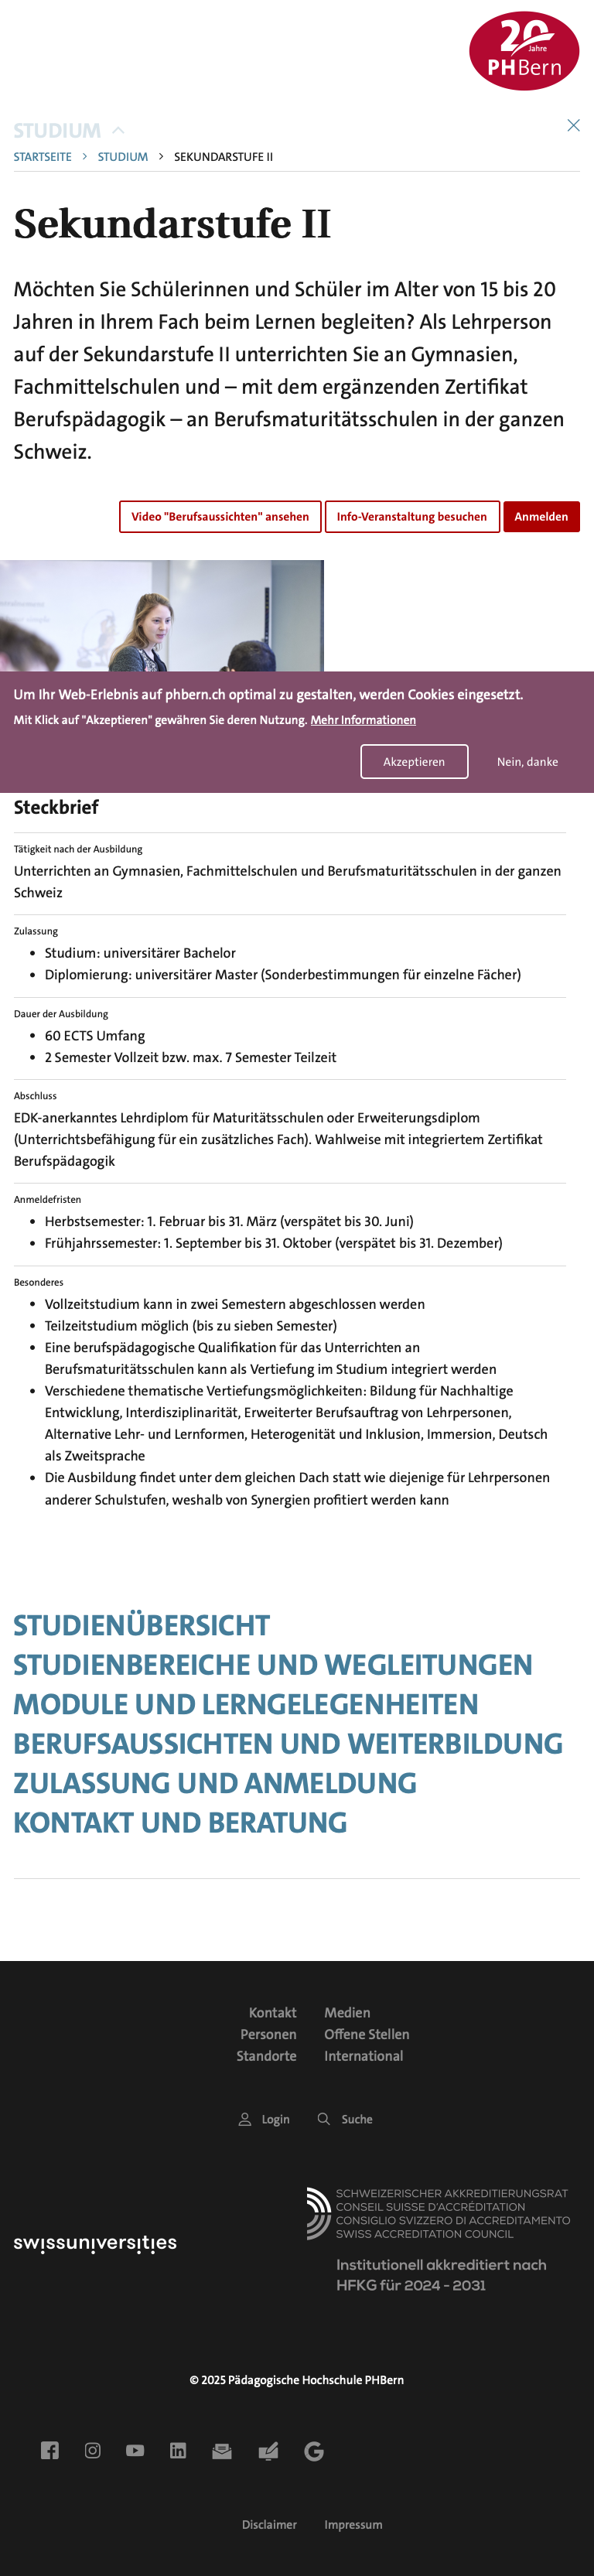 20
Jahre
PHBern
STUDIUM
STARTSEITE STUDIUM SEKUNDARSTUFE II
Sekundarstufe II
Möchten Sie Schülerinnen und Schüler im Alter von 15 bis 20
Jahren in Ihrem Fach beim Lernen begleiten? Als Lehrperson
auf der Sekundarstufe II unterrichten Sie an Gymnasien,
Fachmittelschulen und – mit dem ergänzenden Zertifikat
Berufspädagogik – an Berufsmaturitätsschulen in der ganzen
Schweiz.
Video "Berufsaussichten" ansehen Info-Veranstaltung besuchen Anmelden
Um Ihr Web-Erlebnis auf phbern.ch optimal zu gestalten, werden Cookies eingesetzt.
Mit Klick auf "Akzeptieren" gewähren Sie deren Nutzung. Mehr Informationen
Akzeptieren Nein, danke
Steckbrief
Tätigkeit nach der Ausbildung
Unterrichten an Gymnasien, Fachmittelschulen und Berufsmaturitätsschulen in der ganzen
Schweiz
Zulassung
• Studium: universitärer Bachelor
• Diplomierung: universitärer Master (Sonderbestimmungen für einzelne Fächer)
Dauer der Ausbildung
• 60 ECTS Umfang
• 2 Semester Vollzeit bzw. max. 7 Semester Teilzeit
Abschluss
EDK-anerkanntes Lehrdiplom für Maturitätsschulen oder Erweiterungsdiplom
(Unterrichtsbefähigung für ein zusätzliches Fach). Wahlweise mit integriertem Zertifikat
Berufspädagogik
Anmeldefristen
• Herbstsemester: 1. Februar bis 31. März (verspätet bis 30. Juni)
• Frühjahrssemester: 1. September bis 31. Oktober (verspätet bis 31. Dezember)
Besonderes
• Vollzeitstudium kann in zwei Semestern abgeschlossen werden
• Teilzeitstudium möglich (bis zu sieben Semester)
• Eine berufspädagogische Qualifikation für das Unterrichten an
Berufsmaturitätsschulen kann als Vertiefung im Studium integriert werden
• Verschiedene thematische Vertiefungsmöglichkeiten: Bildung für Nachhaltige
Entwicklung, Interdisziplinarität, Erweiterter Berufsauftrag von Lehrpersonen,
Alternative Lehr- und Lernformen, Heterogenität und Inklusion, Immersion, Deutsch
als Zweitsprache
• Die Ausbildung findet unter dem gleichen Dach statt wie diejenige für Lehrpersonen
anderer Schulstufen, weshalb von Synergien profitiert werden kann
STUDIENÜBERSICHT
STUDIENBEREICHE UND WEGLEITUNGEN
MODULE UND LERNGELEGENHEITEN
BERUFSAUSSICHTEN UND WEITERBILDUNG
ZULASSUNG UND ANMELDUNG
KONTAKT UND BERATUNG
Kontakt Medien
Personen Offene Stellen
Standorte International
Login Suche
swissuniversities
SCHWEIZERISCHER AKKREDITIERUNGSRAT
CONSEIL SUISSE D'ACCRÉDITATION
CONSIGLIO SVIZZERO DI ACCREDITAMENTO
SWISS ACCREDITATION COUNCIL
Institutionell akkreditiert nach
HFKG für 2024 - 2031
© 2025 Pädagogische Hochschule PHBern
Disclaimer Impressum